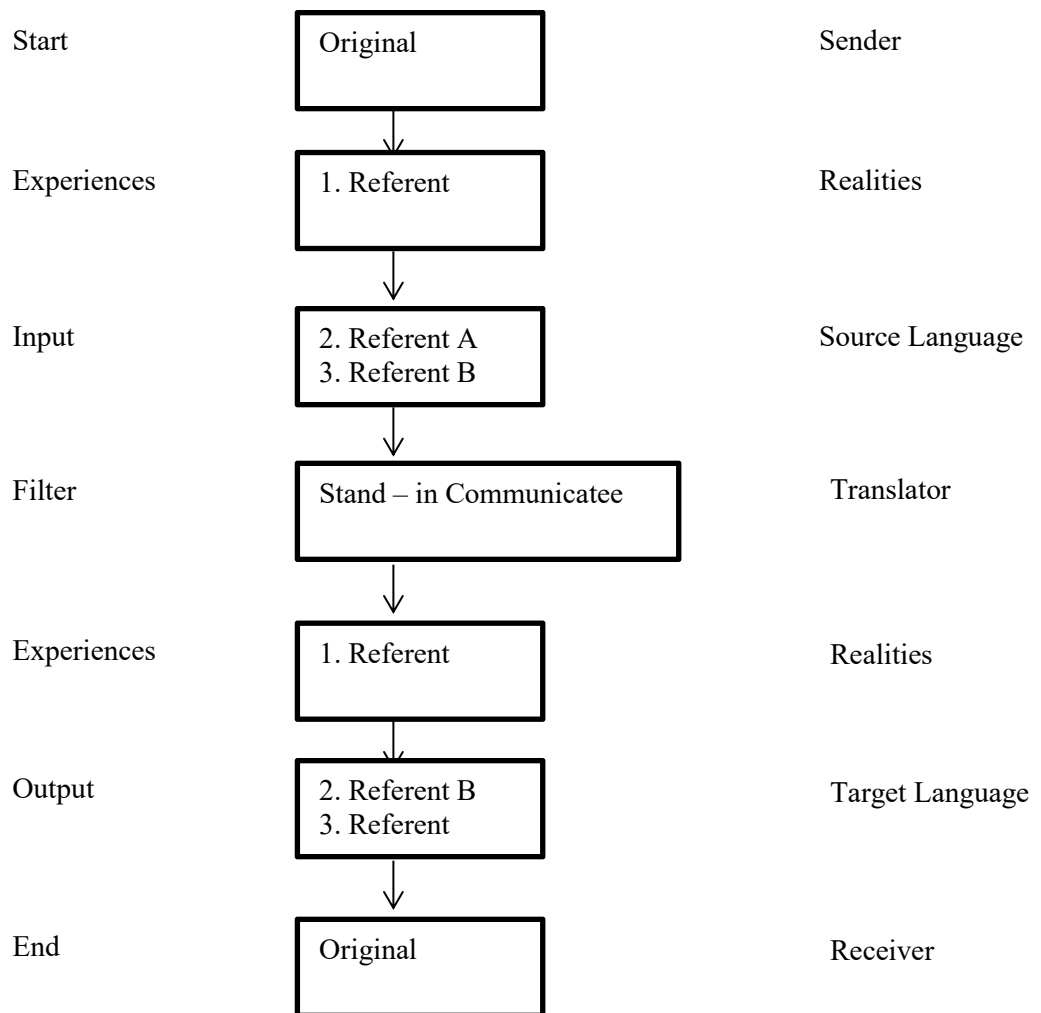 Start
Original
Sender
Experiences
1. Referent
Realities
Input
2. Referent A
3. Referent B
Source Language
Filter
Stand – in Communicatee
Translator
Experiences
1. Referent
Realities
Output
2. Referent B
3. Referent
Target Language
End
Original
Receiver